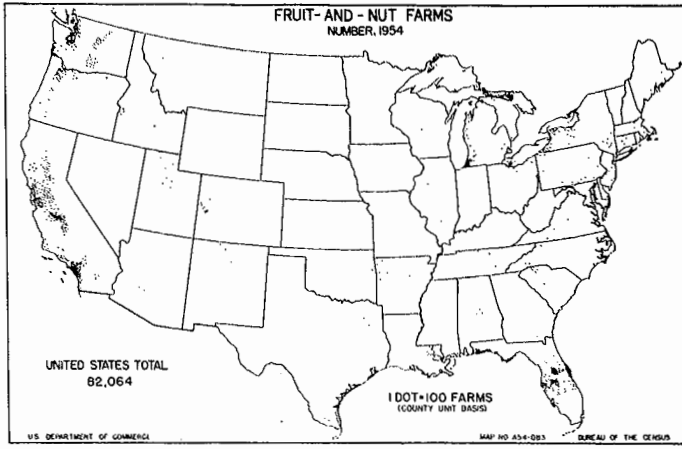 FRUIT-AND-NUT FARMS
NUMBER, 1954
UNITED STATES TOTAL
82,064
1 DOT=100 FARMS
(COUNTY UNIT BASIS)
U.S. DEPARTMENT OF COMMERCE
MAP NO. A54-083
BUREAU OF THE CENSUS